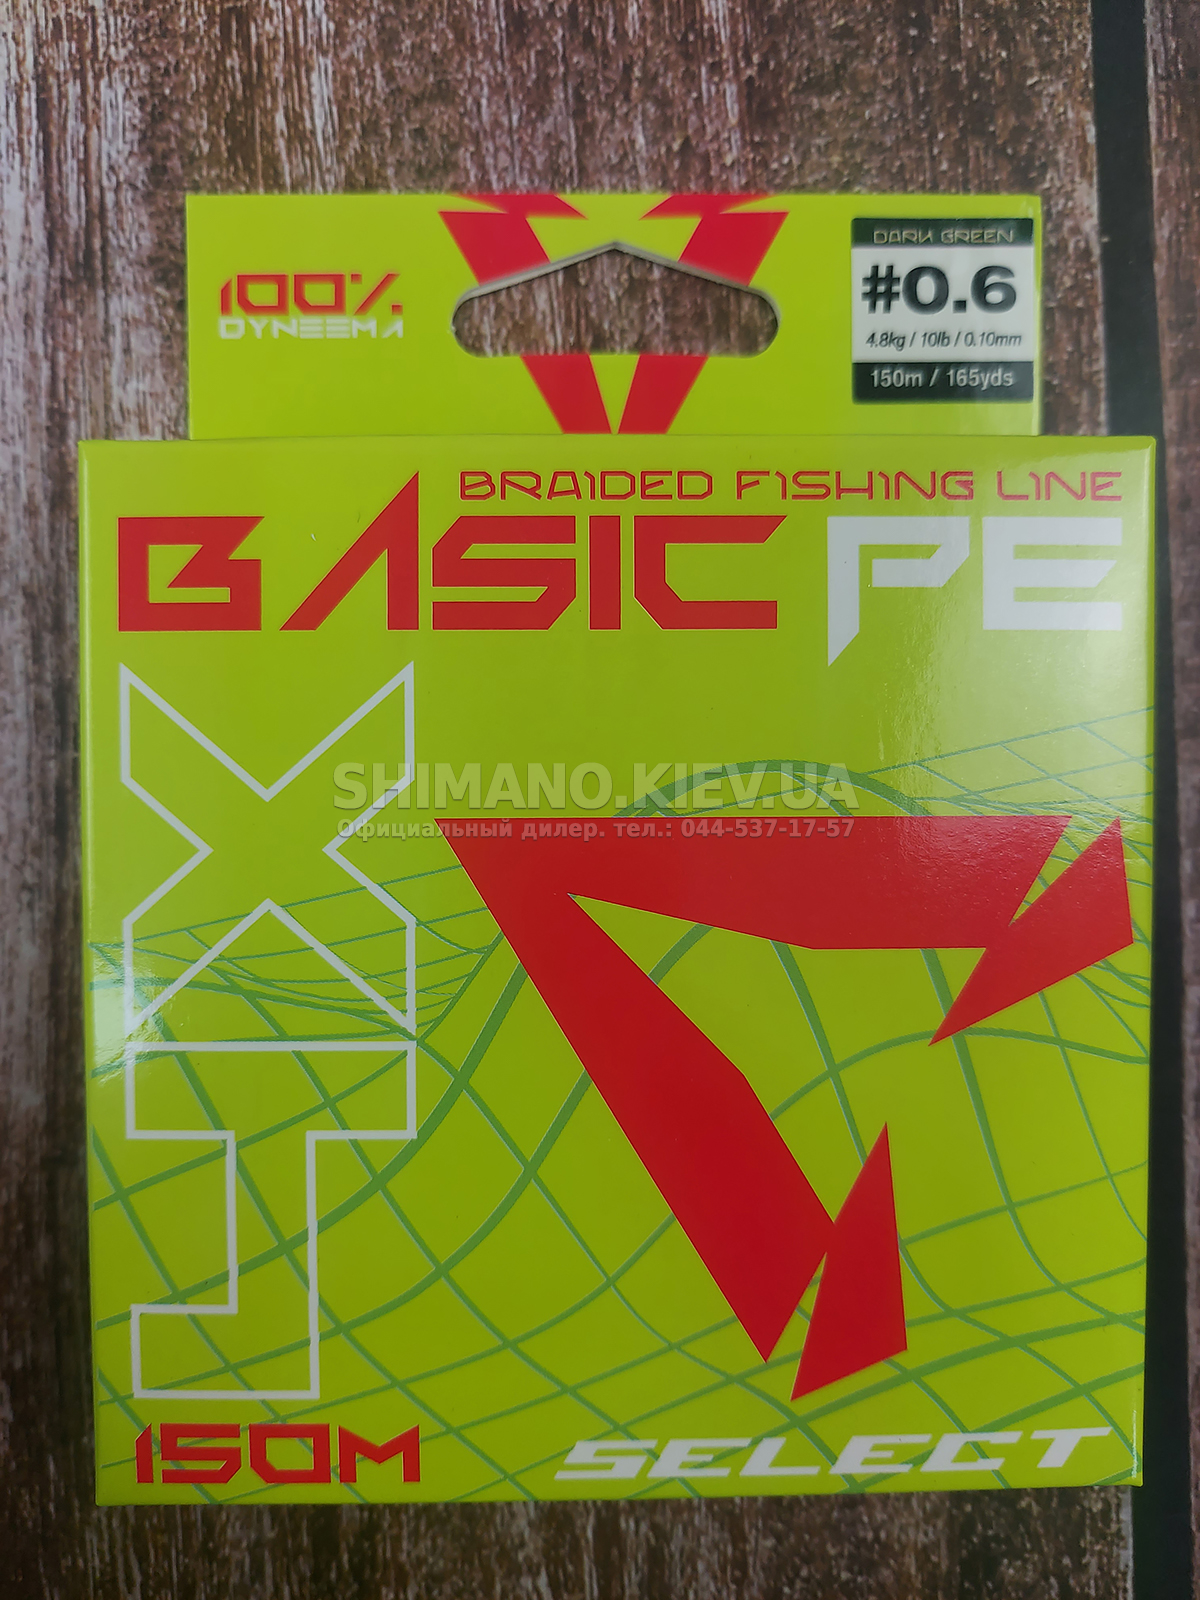 100%
DYNEEMA
DARK GREEN
#0.6
4.8kg / 10lb / 0.10mm
150m / 165yds
BRAIDED FISHING LINE
BASIC PE
SHIMANO.KIEV.UA
Официальный дилер. тел.: 044-537-17-57
150M
SELECT